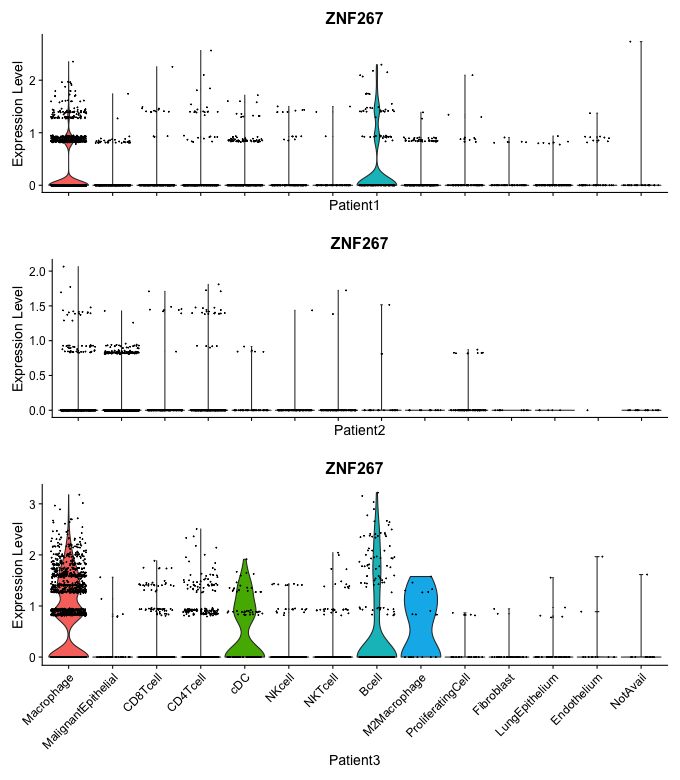 ZNF267
Expression Level
2
1
0
Patient1
ZNF267
Expression Level
2.0
1.5
1.0
0.5
0.0
Patient2
ZNF267
Expression Level
3
2
1
0
Macrophage
MalignantEpithelial
CD8Tcell
CD4Tcell
cDC
NKcell
NKTcell
Bcell
M2Macrophage
ProliferatingCell
Fibroblast
LungEpithelium
Endothelium
NotAvail
Patient3